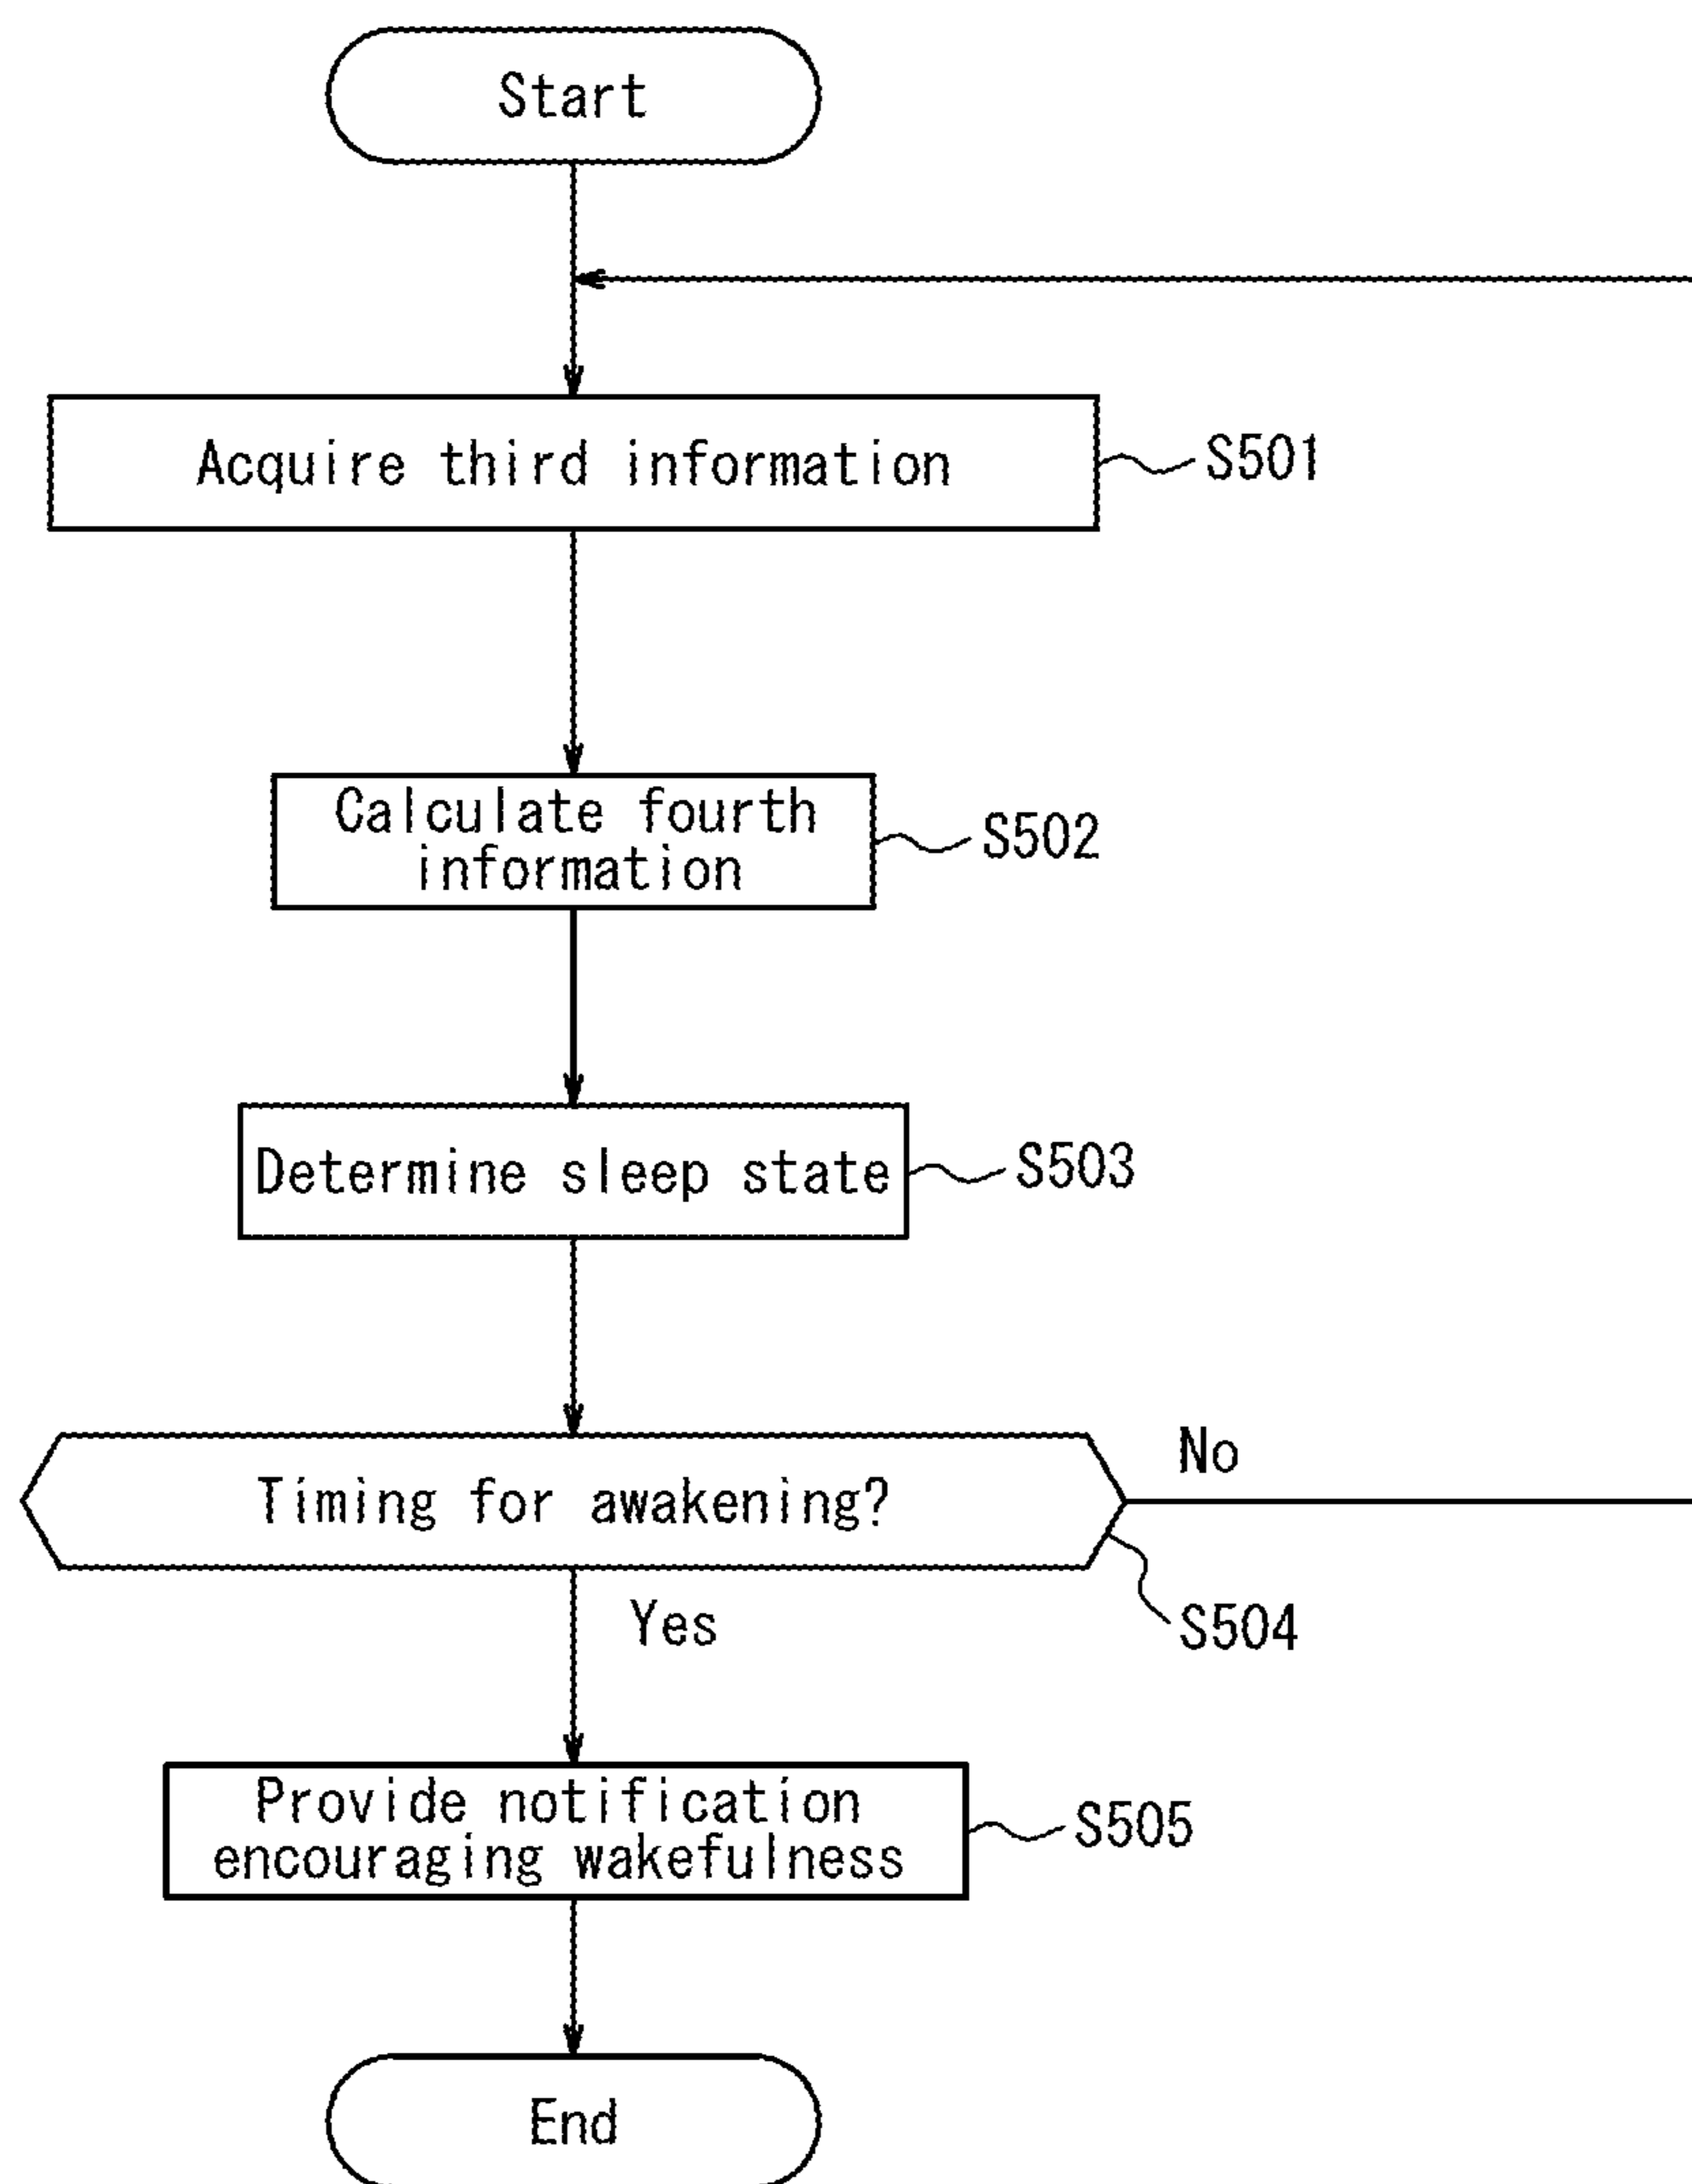 Start
Acquire third information
S501
Calculate fourth
information
S502
Determine sleep state
S503
Timing for awakening?
No
S504
Yes
Provide notification
encouraging wakefulness
S505
End